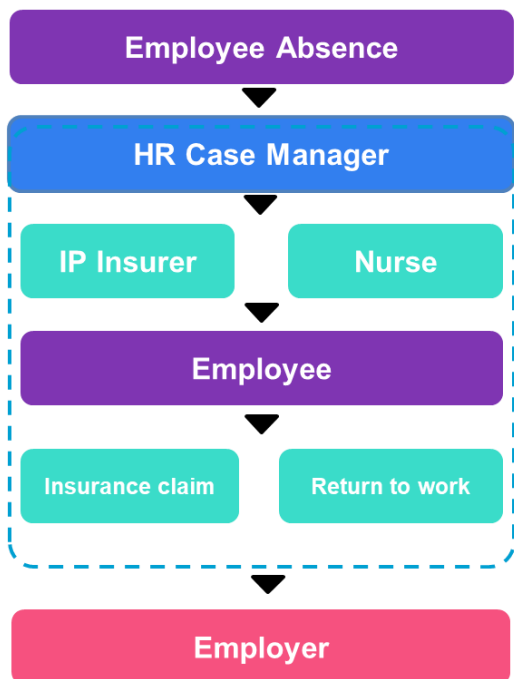 Employee Absence
HR Case Manager
IP Insurer
Nurse
Employee
Insurance claim
Return to work
Employer